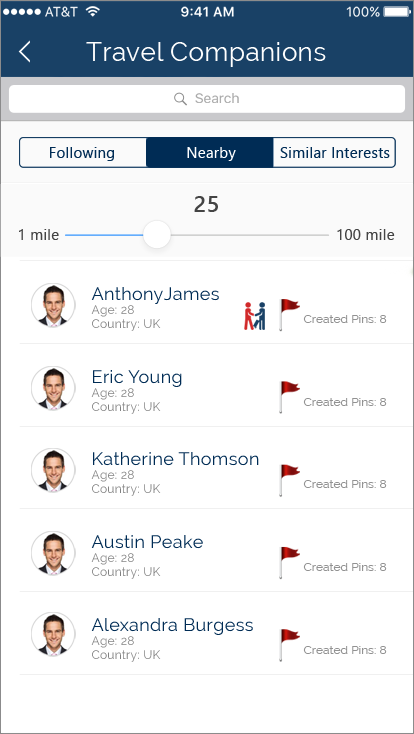 AT&T 9:41 AM 100%
Travel Companions
Search
Following Nearby Similar Interests
25
1 mile 100 mile
AnthonyJames
Age: 28
Country: UK
Created Pins: 8
Eric Young
Age: 28
Country: UK
Created Pins: 8
Katherine Thomson
Age: 28
Country: UK
Created Pins: 8
Austin Peake
Age: 28
Country: UK
Created Pins: 8
Alexandra Burgess
Age: 28
Country: UK
Created Pins: 8